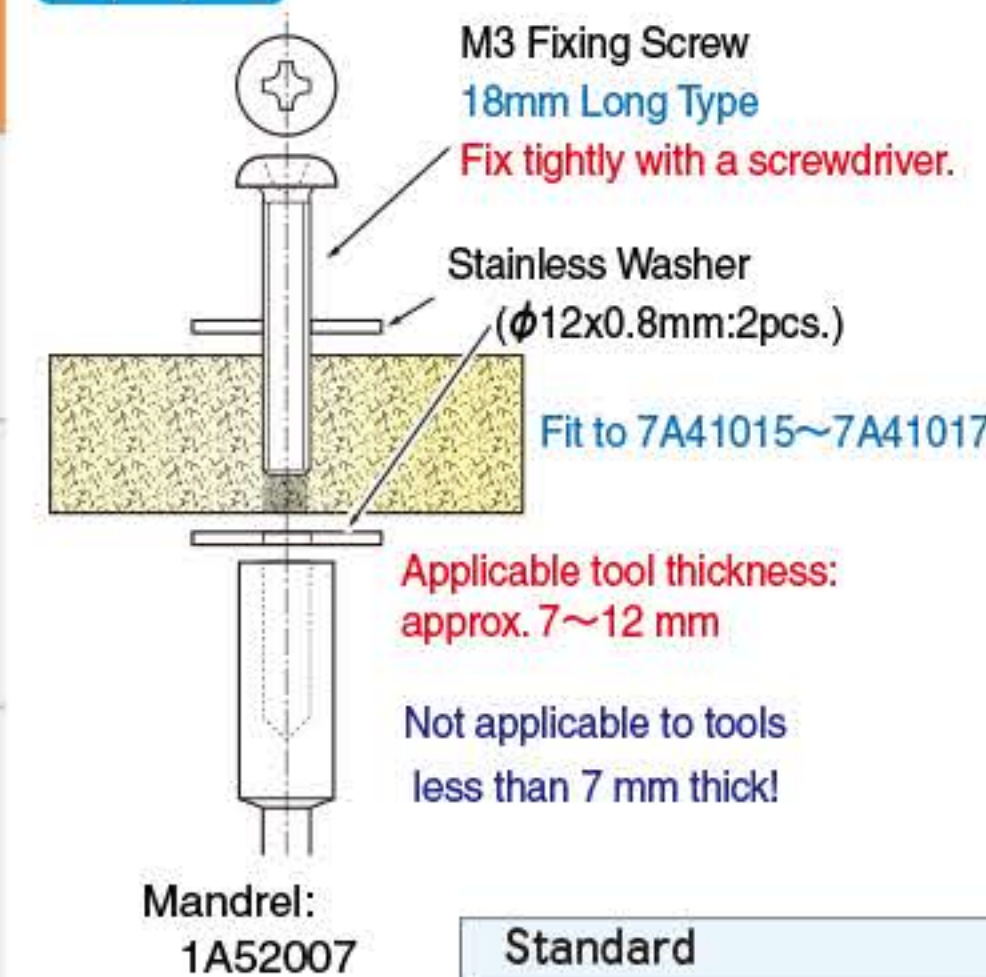 M3 Fixing Screw
18mm Long Type
Fix tightly with a screwdriver.
Stainless Washer
(ϕ12x0.8mm:2pcs.)
Fit to 7A41015～7A41017
Applicable tool thickness:
approx. 7～12 mm
Not applicable to tools
less than 7 mm thick!
Mandrel:
1A52007
Standard